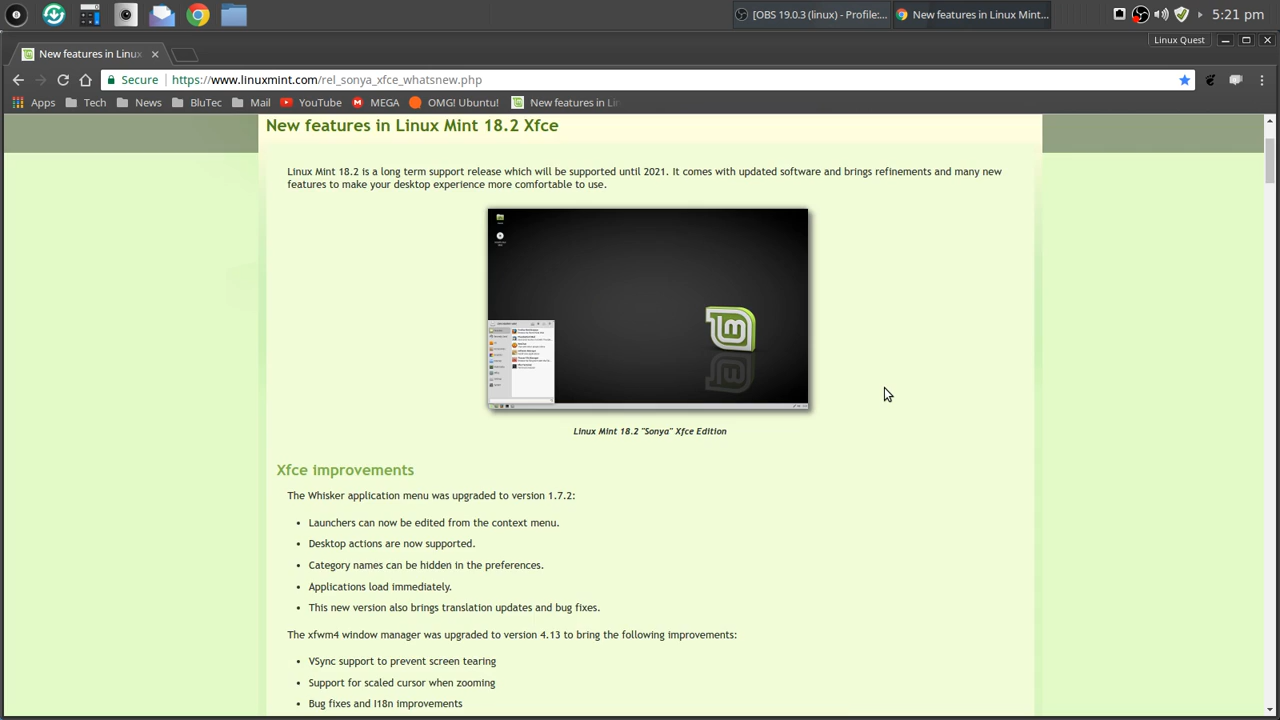 [OBS 19.0.3 (linux) - Profile:...
New features in Linux Mint...
5:21 pm
New features in Linux
Linux Quest
Secure
https://www.linuxmint.com/rel_sonya_xfce_whatsnew.php
Apps Tech News BluTec Mail YouTube MEGA OMG! Ubuntu! New features in Lin
New features in Linux Mint 18.2 Xfce
Linux Mint 18.2 is a long term support release which will be supported until 2021. It comes with updated software and brings refinements and many new
features to make your desktop experience more comfortable to use.
Linux Mint 18.2 "Sonya" Xfce Edition
Xfce improvements
The Whisker application menu was upgraded to version 1.7.2:
• Launchers can now be edited from the context menu.
• Desktop actions are now supported.
• Category names can be hidden in the preferences.
• Applications load immediately.
• This new version also brings translation updates and bug fixes.
The xfwm4 window manager was upgraded to version 4.13 to bring the following improvements:
• VSync support to prevent screen tearing
• Support for scaled cursor when zooming
• Bug fixes and I18n improvements